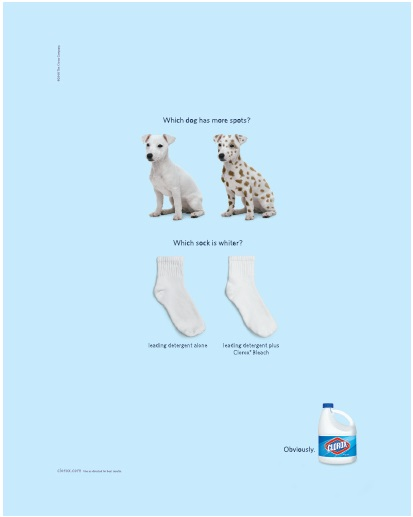 Which dog has more spots?
Which sock is whiter?
leading detergent alone
leading detergent plus
Clorox® Bleach
Obviously.
CLOROX